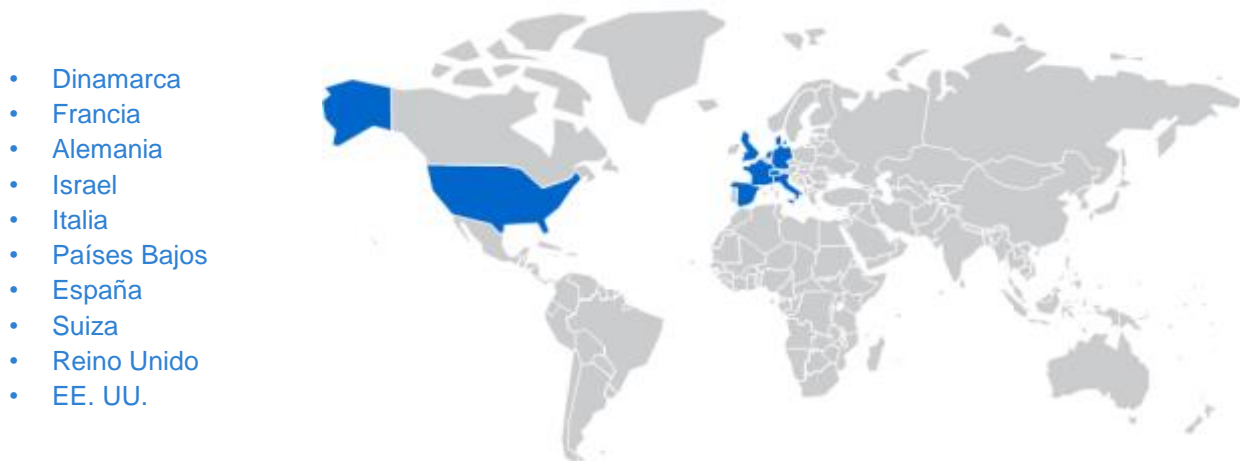 • Dinamarca
• Francia
• Alemania
• Israel
• Italia
• Países Bajos
• España
• Suiza
• Reino Unido
• EE. UU.